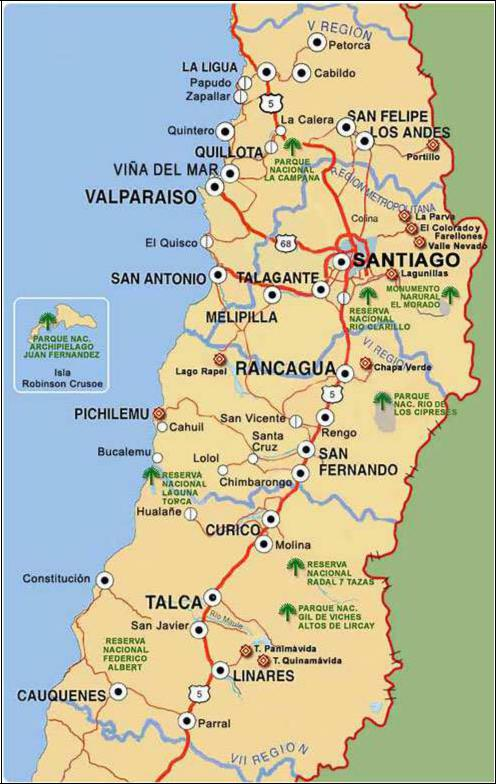 V REGION
Petorca
LA LIGUA
Cabildo
Papudo
Zapallar
5
La Calera
SAN FELIPE
Quintero
LOS ANDES
QUILLOTA
Portillo
PARQUE
NACIONAL
LA CAMPANA
VIÑA DEL MAR
REGION METROPOLITANA
VALPARAISO
La Parva
Colina
El Colorado y
Farellones
El Quisco
68
Valle Nevado
SANTIAGO
SAN ANTONIO
TALAGANTE
Lagunillas
MONUMENTO
NARURAL
EL MORADO
RESERVA
NACIONAL
RIO CLARILLO
MELIPILLA
PARQUE NAC.
ARCHIPIELAGO
JUAN FERNANDEZ
Isla
Robinson Crusoe
VI REGION
Lago Rapel
RANCAGUA
Chapa Verde
5
PARQUE
NAC. RIO DE
LOS CIPRESES
PICHILEMU
San Vicente
Cahuil
Rengo
Santa
Cruz
Bucalemu
Lolol
SAN
FERNANDO
Chimbarongo
RESERVA
NACIONAL
LAGUNA
TORCA
Hualañe
CURICO
Molina
RESERVA
NACIONAL
RADAL 7 TAZAS
Constitución
TALCA
PARQUE NAC.
GIL DE VICHES
ALTOS DE LIRCAY
Rio Maule
San Javier
RESERVA
NACIONAL
FEDERICO
ALBERT
T. Panimávida
T. Quinamávida
LINARES
CAUQUENES
5
Parral
VII REGION